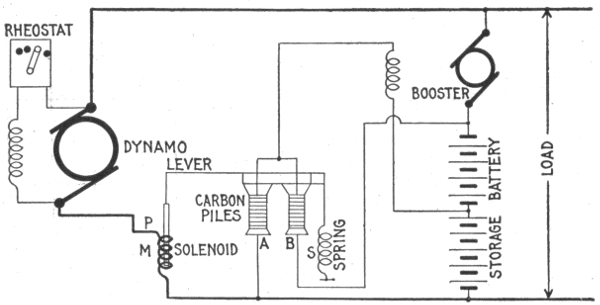 RHEOSTAT
DYNAMO
LEVER
P
M
SOLENOID
CARBON
PILES
A
B
S
SPRING
BOOSTER
STORAGE BATTERY
LOAD